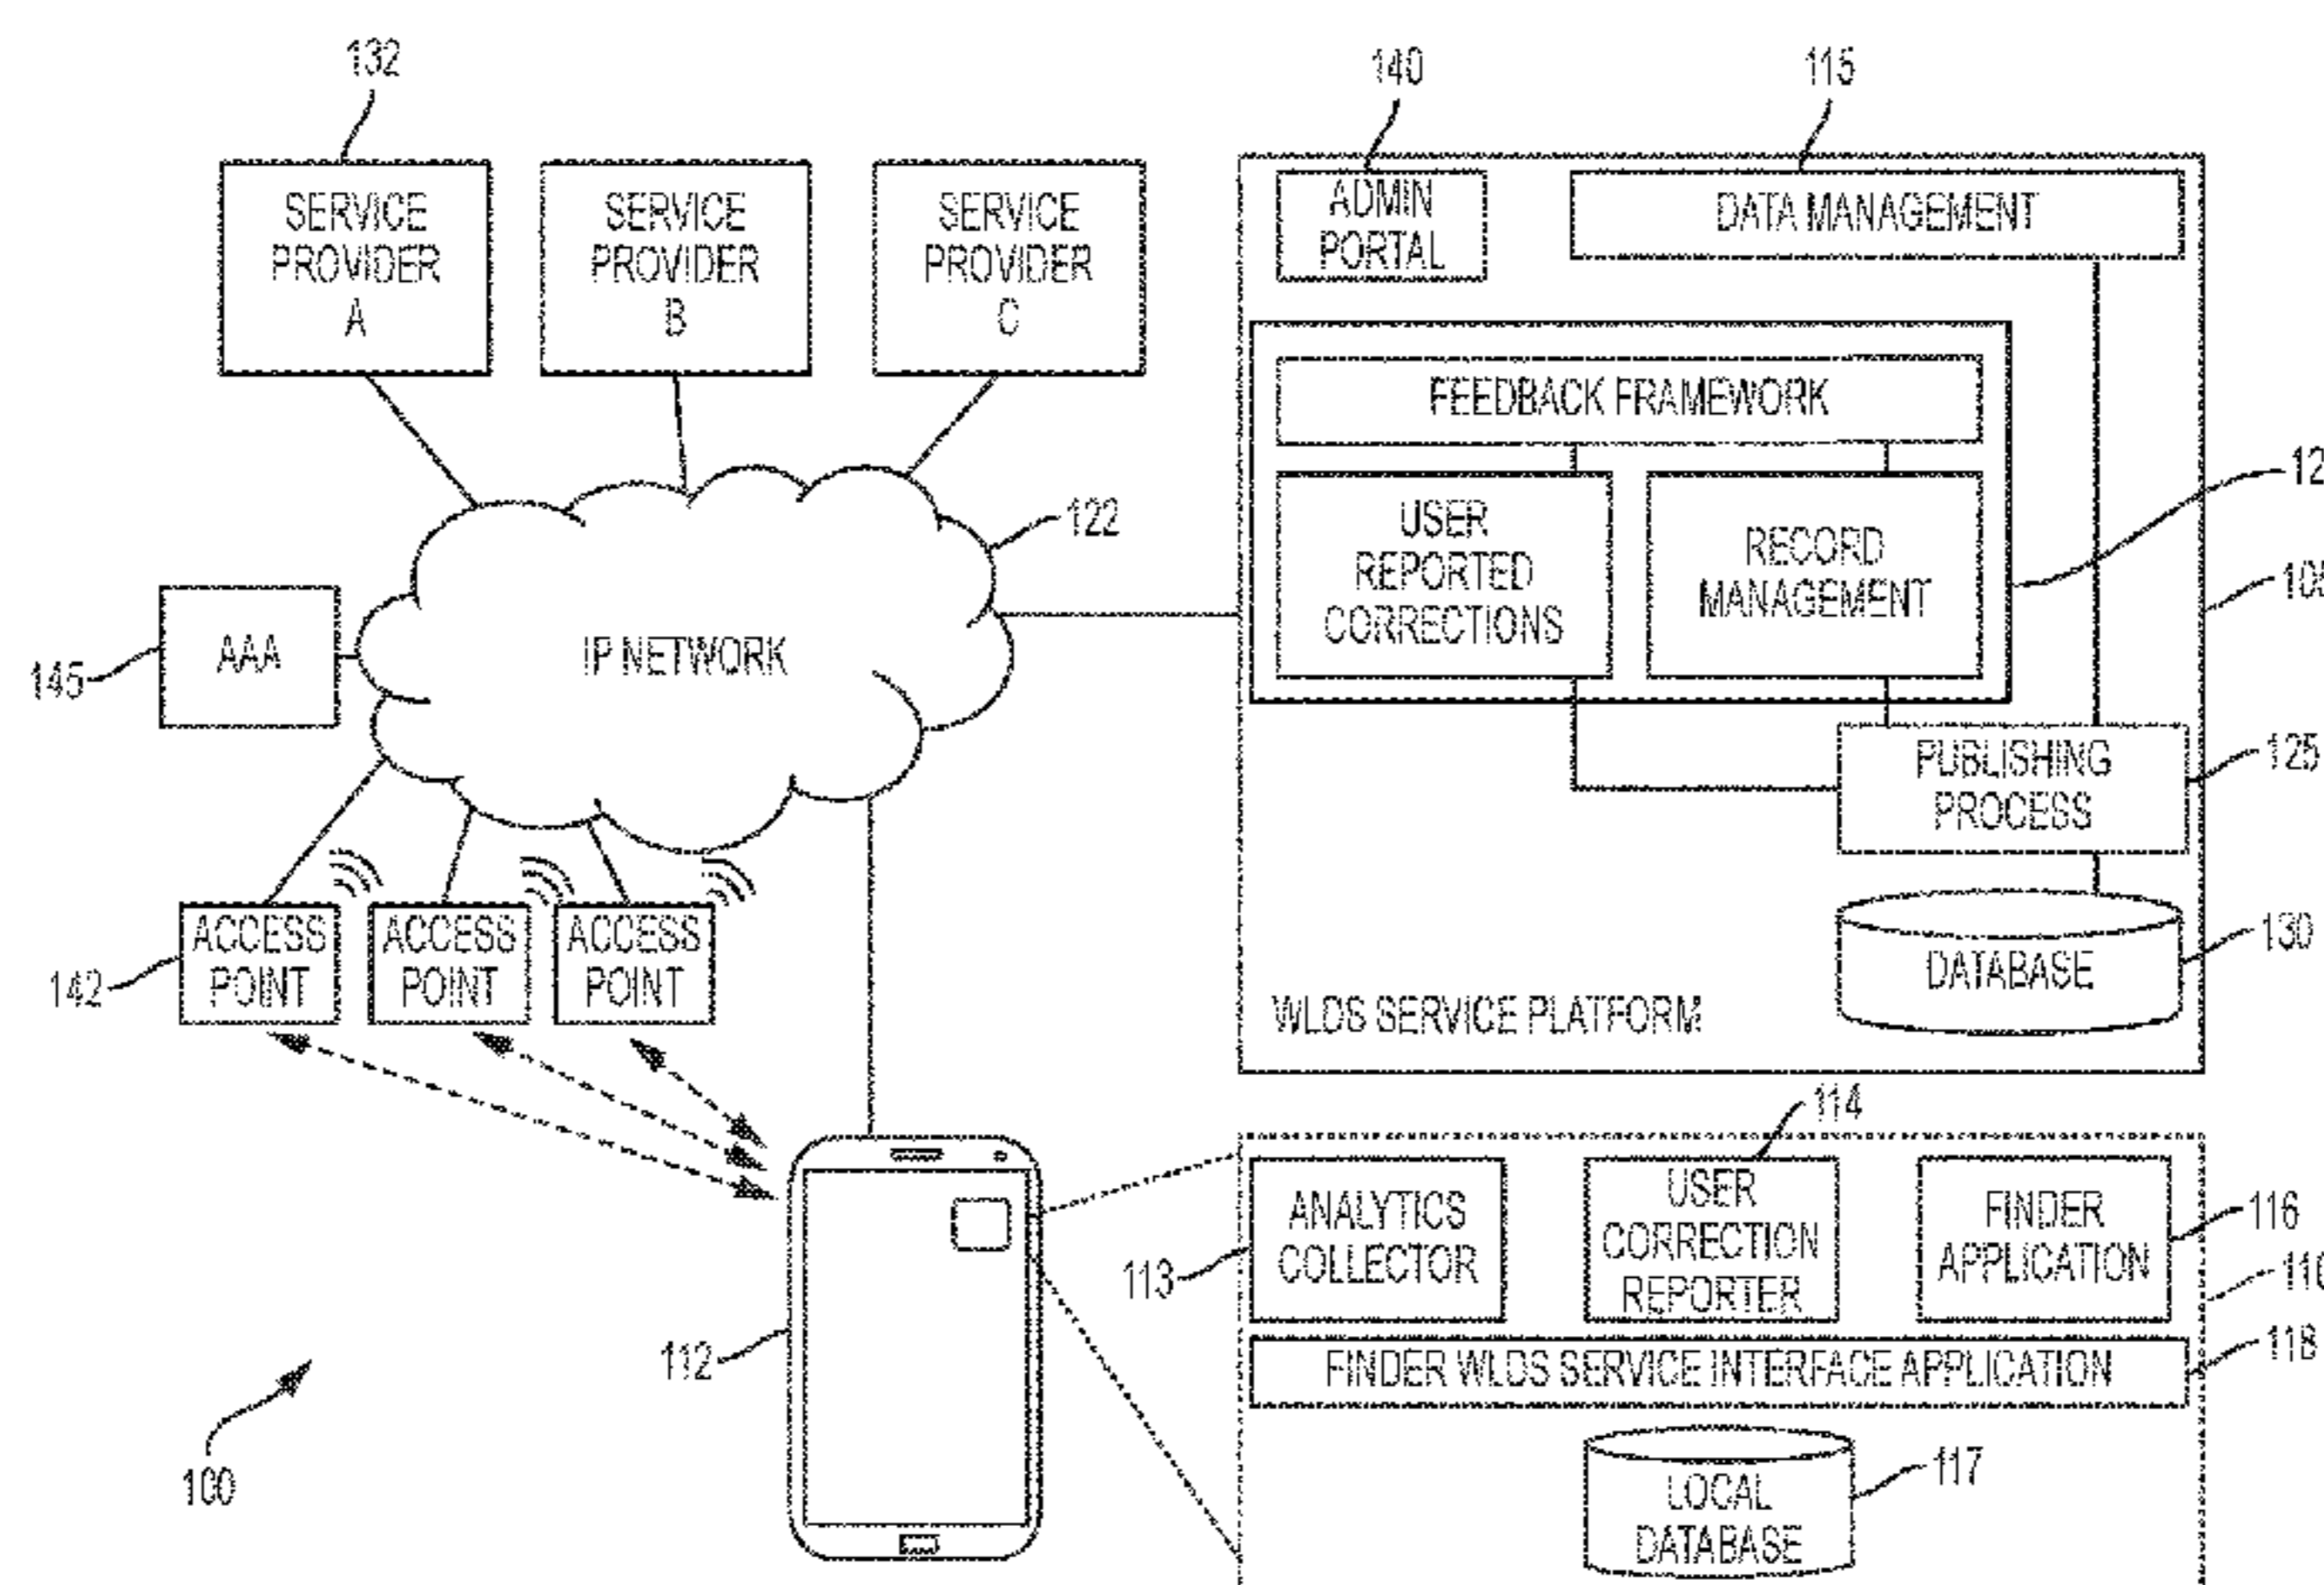 132
140
115
SERVICE
PROVIDER
A
SERVICE
PROVIDER
B
SERVICE
PROVIDER
C
ADMIN
PORTAL
DATA MANAGEMENT
FEEDBACK FRAMEWORK
122
USER
REPORTED
CORRECTIONS
RECORD
MANAGEMENT
AAA
145
IP NETWORK
PUBLISHING
PROCESS
125
ACCESS
POINT
ACCESS
POINT
ACCESS
POINT
142
DATABASE
130
WLDS SERVICE PLATFORM
114
ANALYTICS
COLLECTOR
113
USER
CORRECTION
REPORTER
FINDER
APPLICATION
116
112
FINDER WLDS SERVICE INTERFACE APPLICATION
118
100
LOCAL
DATABASE
117